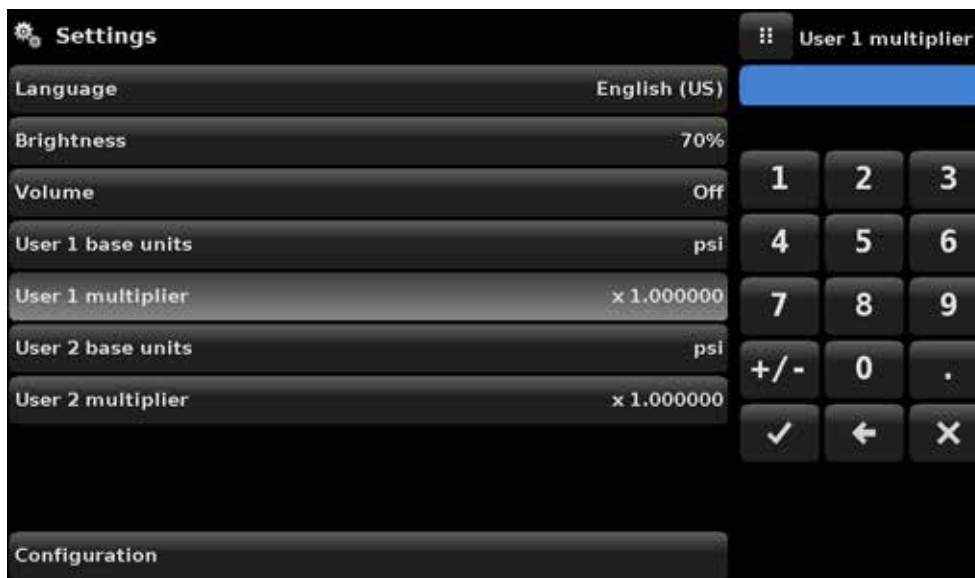 Settings
Language English (US)
Brightness 70%
Volume Off
User 1 base units psi
User 1 multiplier x 1.000000
User 2 base units psi
User 2 multiplier x 1.000000
Configuration
User 1 multiplier
1 2 3
4 5 6
7 8 9
+/- 0 .